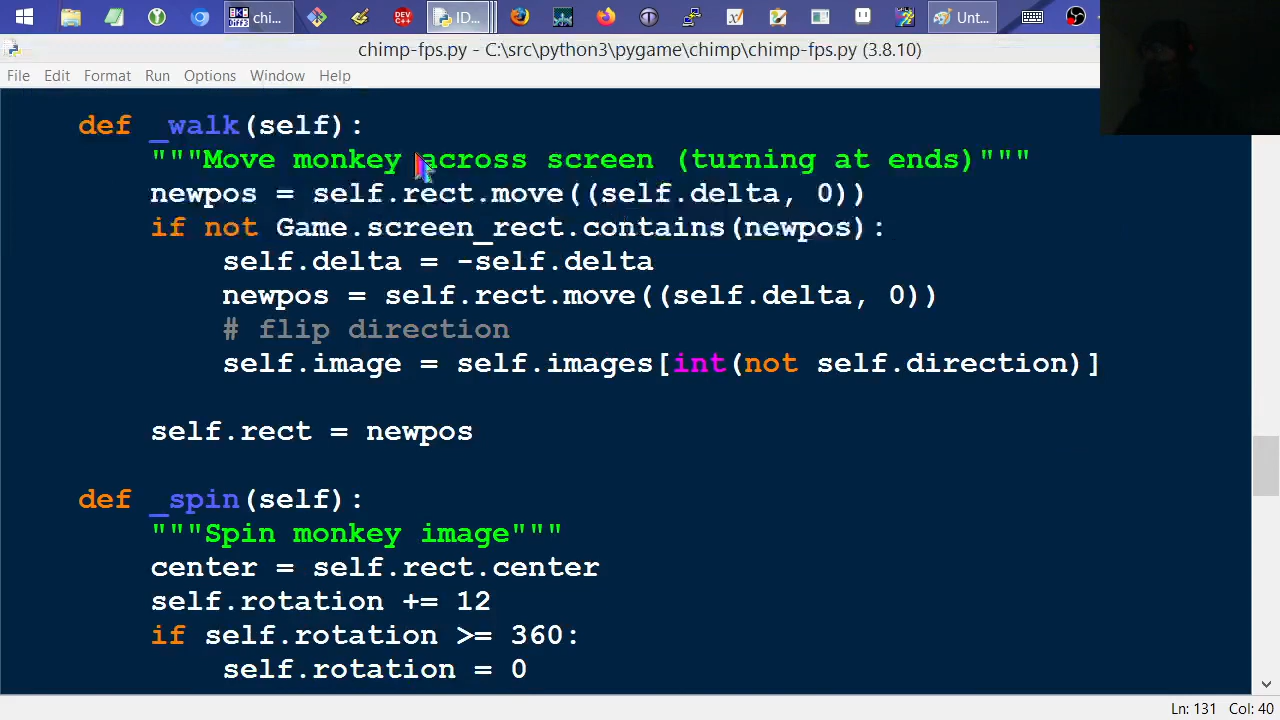 chi...
ID...
Unt...
chimp-fps.py - C:\src\python3\pygame\chimp\chimp-fps.py (3.8.10)
File Edit Format Run Options Window Help
def _walk(self):
"""Move monkey across screen (turning at ends)"""
newpos = self.rect.move((self.delta, 0))
if not Game.screen_rect.contains(newpos):
self.delta = -self.delta
newpos = self.rect.move((self.delta, 0))
# flip direction
self.image = self.images[int(not self.direction)]
self.rect = newpos
def _spin(self):
"""Spin monkey image"""
center = self.rect.center
self.rotation += 12
if self.rotation >= 360:
self.rotation = 0
Ln: 131 Col: 40